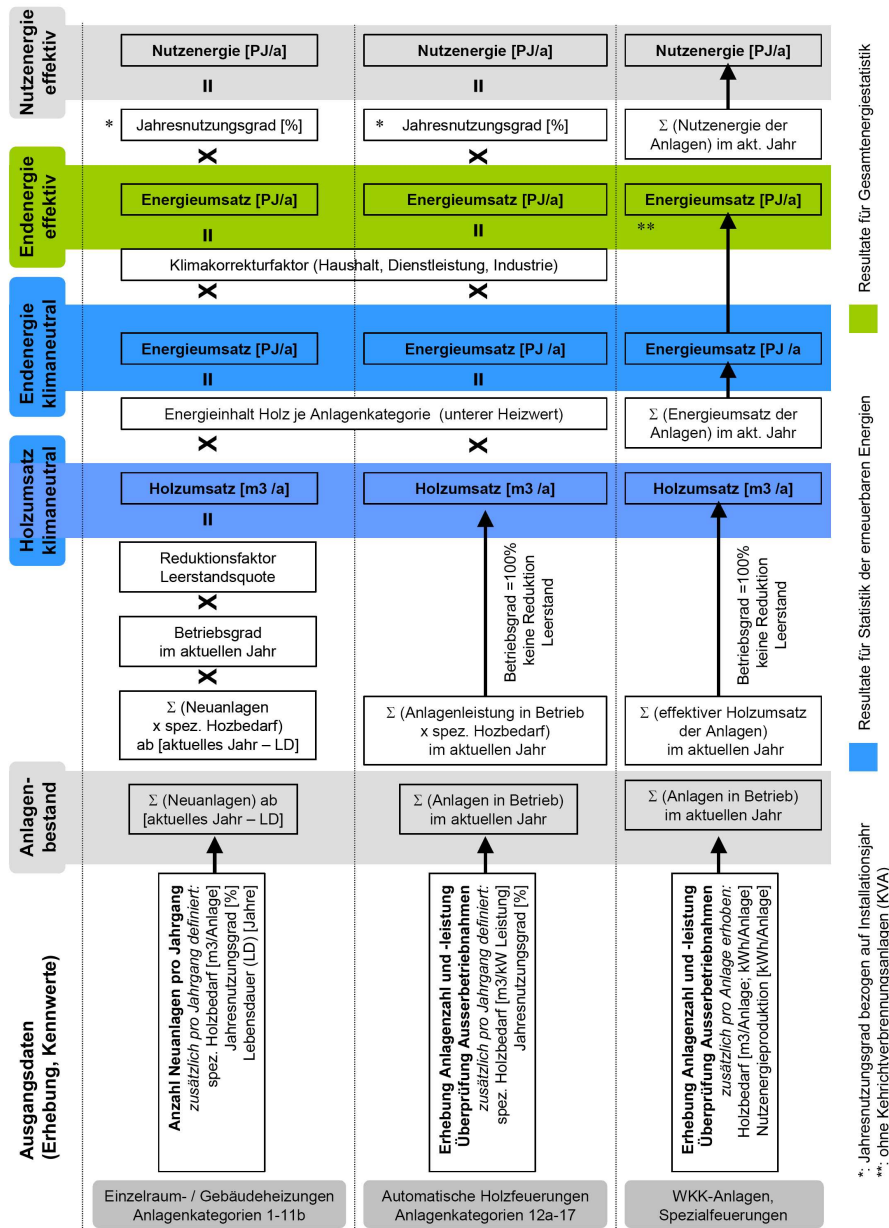 Nutzenergie
effektiv
Nutzenergie [PJ/a]
Nutzenergie [PJ/a]
Nutzenergie [PJ/a]
=
=
* Jahresnutzungsgrad [%]
* Jahresnutzungsgrad [%]
Σ (Nutzenergie der
Anlagen) im akt. Jahr
X
X
Endenergie
effektiv
Energieumsatz [PJ/a]
Energieumsatz [PJ/a]
Energieumsatz [PJ/a]
=
=
**
Klimakorrekturfaktor (Haushalt, Dienstleistung, Industrie)
X
X
Endenergie
klimaneutral
Energieumsatz [PJ/a]
Energieumsatz [PJ /a]
Energieumsatz [PJ /a
=
=
Energieinhalt Holz je Anlagenkategorie (unterer Heizwert)
Σ (Energieumsatz der
Anlagen) im akt. Jahr
X
X
Holzumsatz
klimaneutral
Holzumsatz [m3 /a]
Holzumsatz [m3 /a]
Holzumsatz [m3 /a]
=
Reduktionsfaktor
Leerstandsquote
X
Betriebsgrad
im aktuellen Jahr
X
Σ (Neuanlagen
x spez. Hozbedarf)
ab [aktuelles Jahr – LD]
Betriebsgrad =100%
keine Reduktion
Leerstand
Σ (Anlagenleistung in Betrieb
x spez. Hozbedarf)
im aktuellen Jahr
Betriebsgrad =100%
keine Reduktion
Leerstand
Σ (effektiver Holzumsatz
der Anlagen)
im aktuellen Jahr
Anlagen-
bestand
Σ (Neuanlagen) ab
[aktuelles Jahr – LD]
Σ (Anlagen in Betrieb)
im aktuellen Jahr
Σ (Anlagen in Betrieb)
im aktuellen Jahr
Ausgangsdaten
(Erhebung, Kennwerte)
Anzahl Neuanlagen pro Jahrgang
zusätzlich pro Jahrgang definiert:
spez. Holzbedarf [m3/Anlage]
Jahresnutzungsgrad [%]
Lebensdauer (LD) [Jahre]
Erhebung Anlagenzahl und -leistung
Überprüfung Ausserbetriebnahmen
zusätzlich pro Jahrgang definiert:
spez. Holzbedarf [m3/kW Leistung]
Jahresnutzungsgrad [%]
Erhebung Anlagenzahl und -leistung
Überprüfung Ausserbetriebnahmen
zusätzlich pro Anlage erhoben:
Holzbedarf [m3/Anlage; kWh/Anlage]
Nutzenergieproduktion [kWh/Anlage]
Einzelraum- / Gebäudeheizungen
Anlagenkategorien 1-11b
Automatische Holzfeuerungen
Anlagenkategorien 12a-17
WKK-Anlagen,
Spezialfeuerungen
Resultate für Gesamtenergiestatistik
Resultate für Statistik der erneuerbaren Energien
*: Jahresnutzungsgrad bezogen auf Installationsjahr
**: ohne Kehrichtverbrennungsanlagen (KVA)